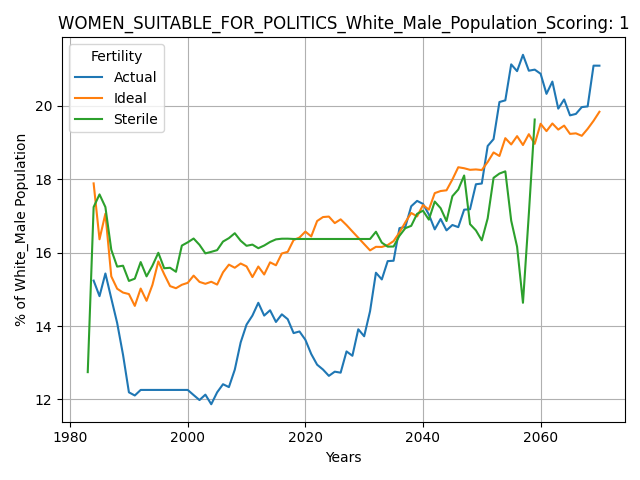 WOMEN_SUITABLE_FOR_POLITICS_White_Male_Population_Scoring: 1
Fertility
Actual
Ideal
Sterile
% of White_Male Population
20
18
16
14
12
1980
2000
2020
2040
2060
Years